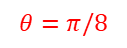 θ = π/8